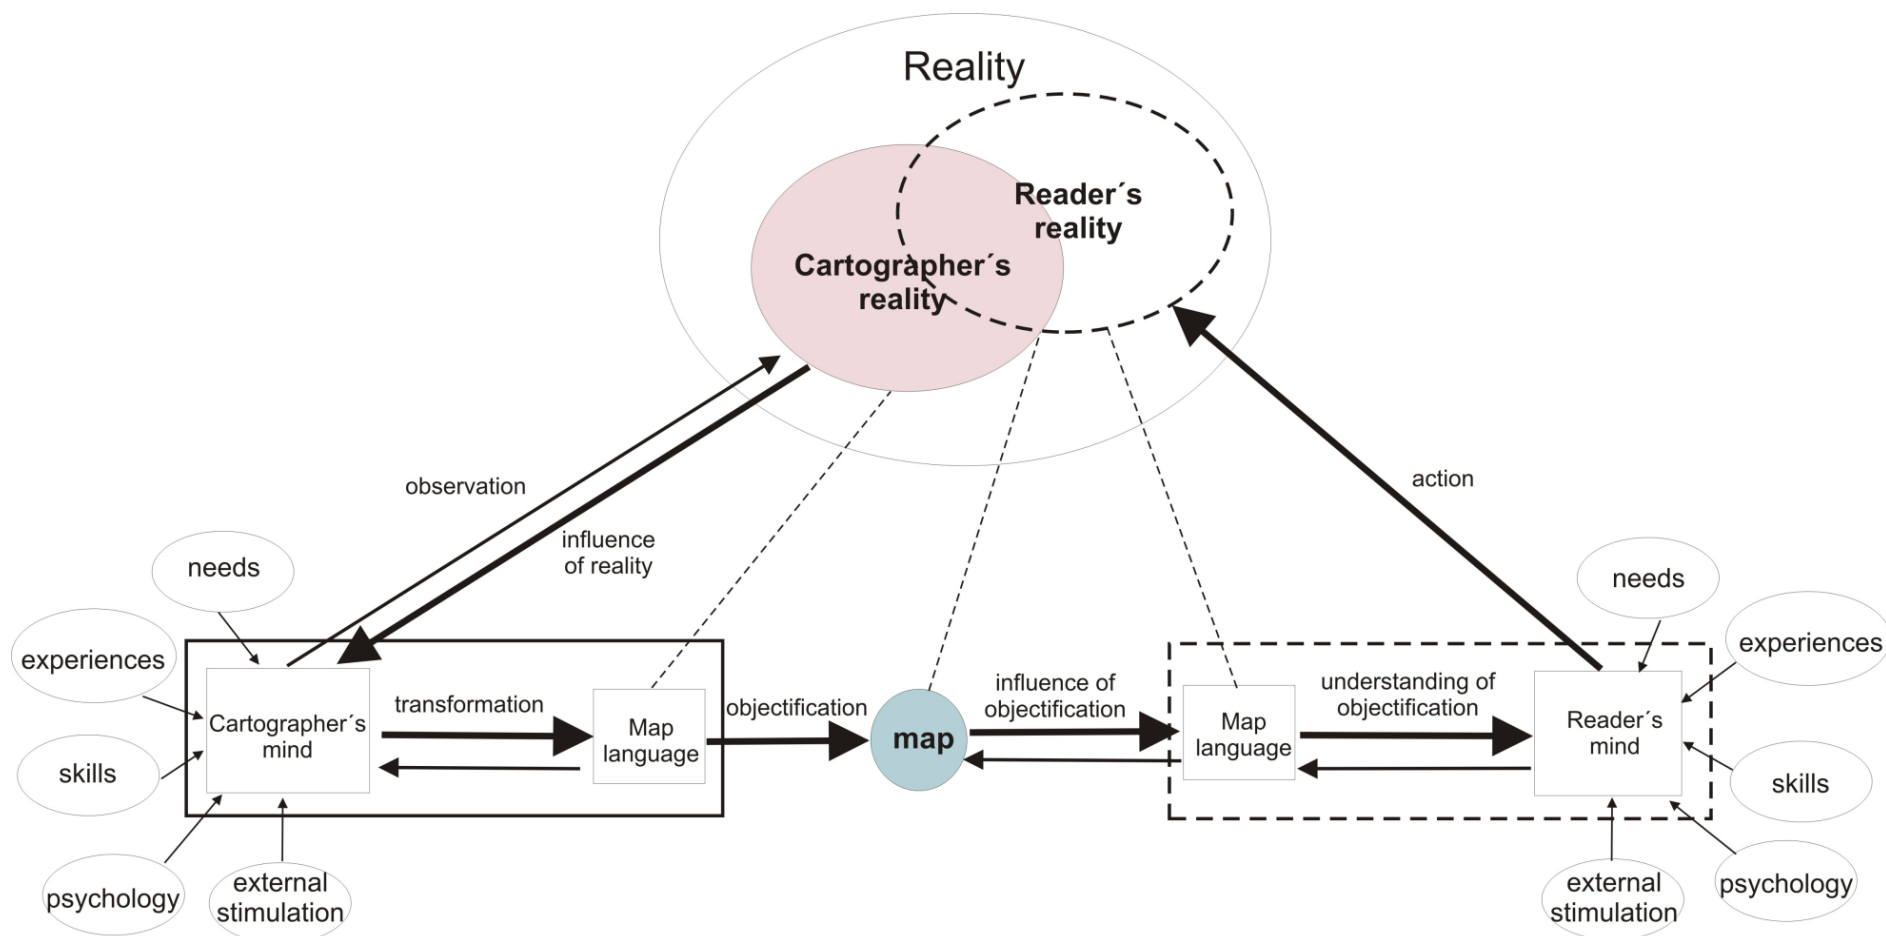 Reality
Reader´s
reality
Cartographer´s
reality
observation
action
influence
of reality
needs
needs
experiences
experiences
transformation
objectification
influence of
objectification
understanding of
objectification
Cartographer´s
mind
Map
language
map
Map
language
Reader´s
mind
skills
skills
psychology
external
stimulation
external
stimulation
psychology